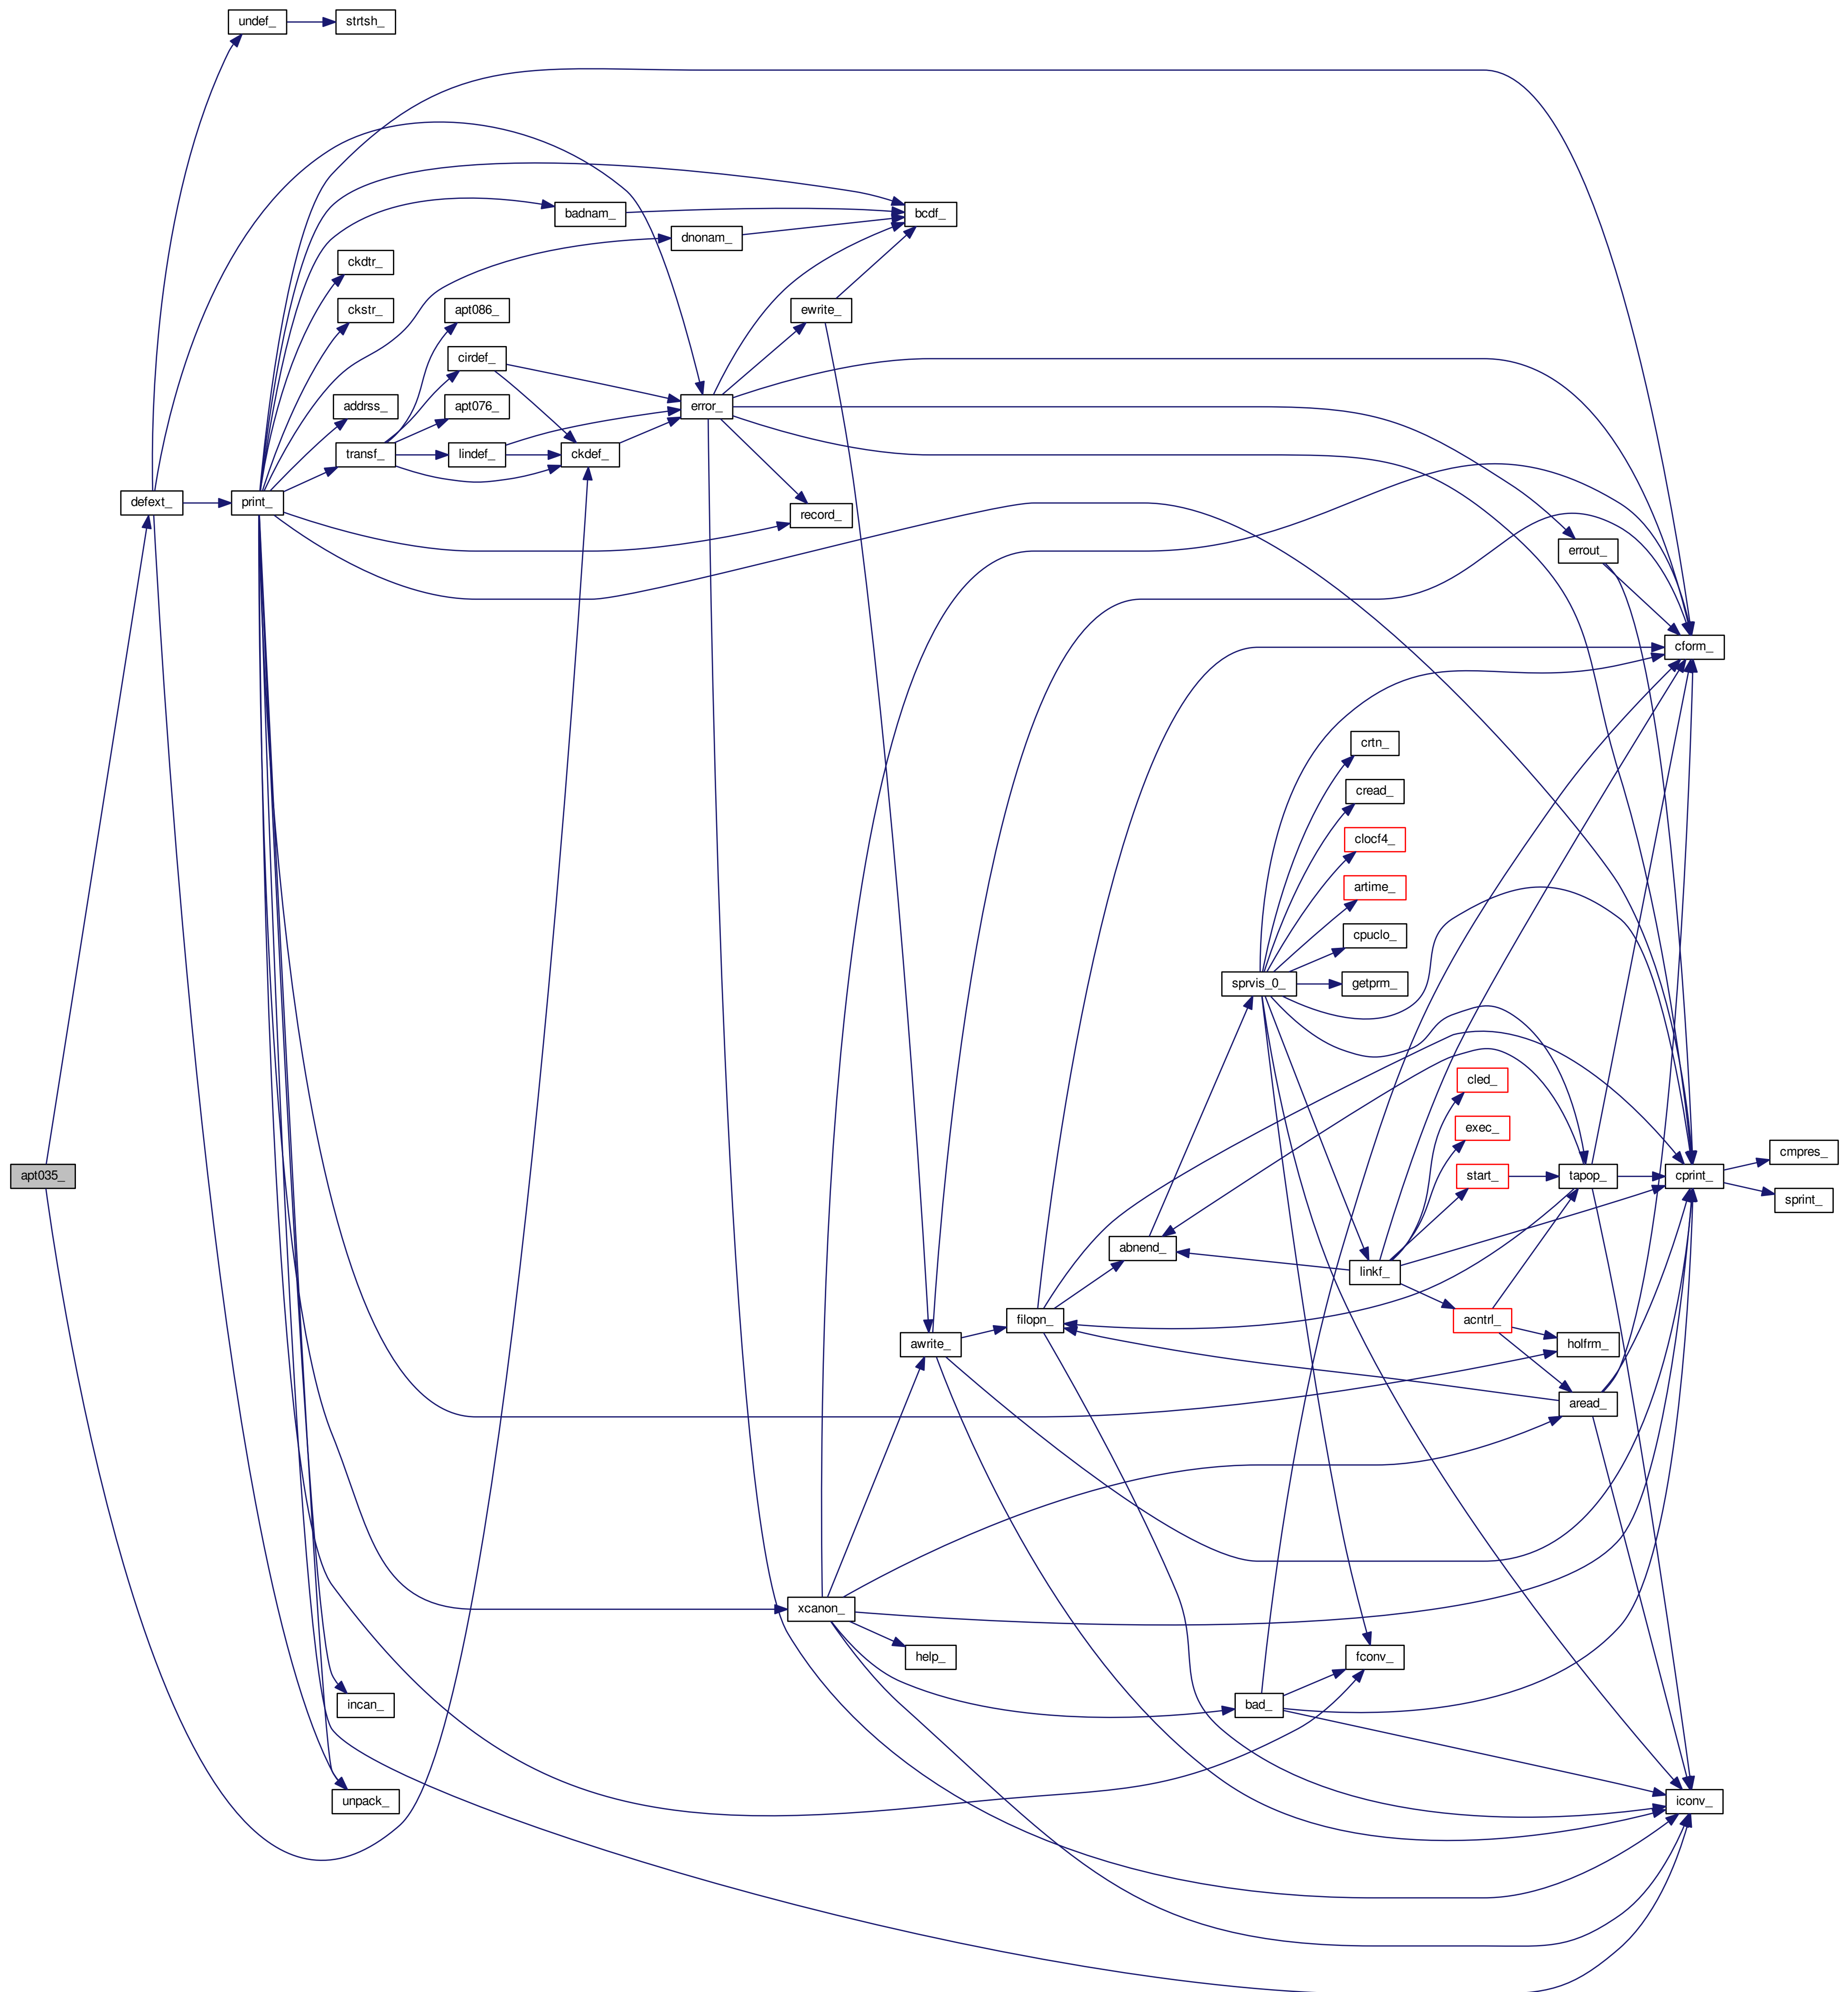 undef_
strtsh_
badnam_
bcdf_
dnonam_
ckdtr_
ckstr_
apt086_
ewrite_
cirdef_
addrss_
apt076_
error_
transf_
lindef_
ckdef_
defext_
print_
record_
errout_
cform_
crtn_
cread_
clocf4_
artime_
cpuclo_
sprvis_0_
getprm_
cled_
exec_
cmpres_
apt035_
start_
tapop_
cprint_
sprint_
abnend_
linkf_
filopn_
acntrl_
awrite_
holfrm_
aread_
xcanon_
help_
fconv_
incan_
bad_
unpack_
iconv_